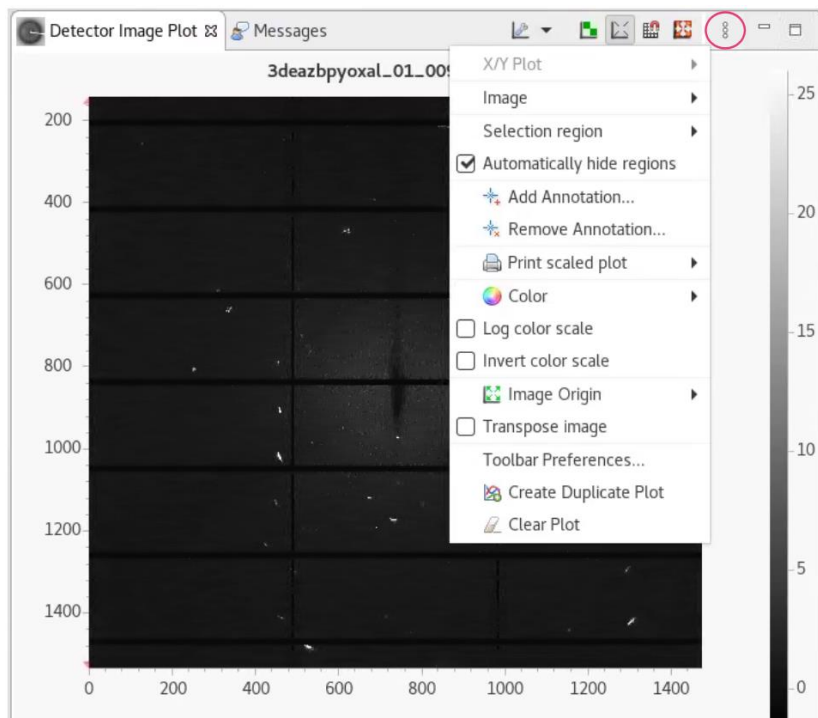 Detector Image Plot
Messages
3deazbpyoxal_01_009
X/Y Plot
Image
Selection region
Automatically hide regions
Add Annotation...
Remove Annotation...
Print scaled plot
Color
Log color scale
Invert color scale
Image Origin
Transpose image
Toolbar Preferences...
Create Duplicate Plot
Clear Plot
200
400
600
800
1000
1200
1400
0 200 400 600 800 1000 1200 1400
25
20
15
10
5
0